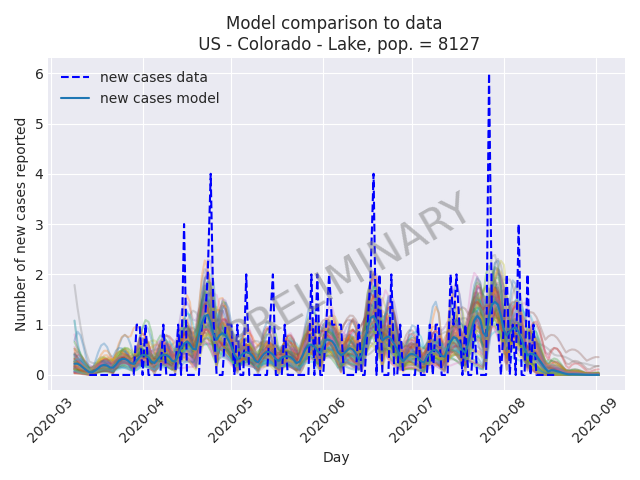 Model comparison to data
US - Colorado - Lake, pop. = 8127
new cases data
new cases model
Number of new cases reported
6
5
4
3
2
1
0
PRELIMINARY
2020-03
2020-04
2020-05
2020-06
2020-07
2020-08
2020-09
Day